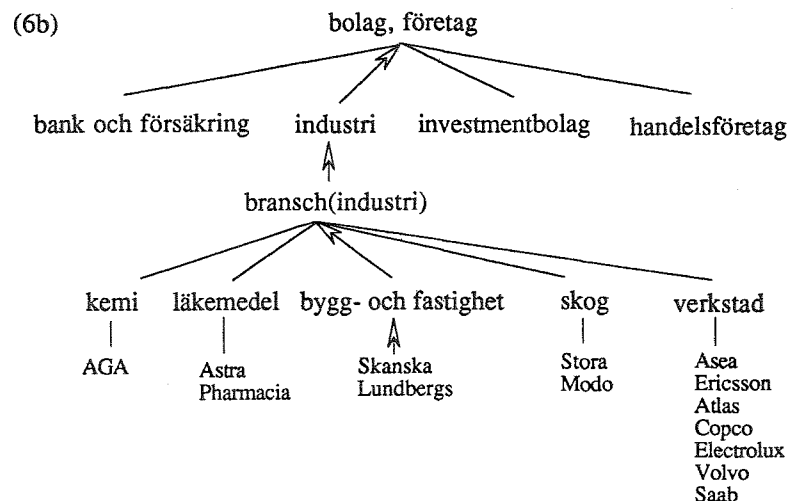 (6b) bolag, företag
bank och försäkring industri investmentbolag handelsföretag
bransch(industri)
kemi läkemedel bygg- och fastighet skog verkstad
AGA Astra Skanska Stora Asea
Pharmacia Lundbergs Modo Ericsson
Atlas
Copco
Electrolux
Volvo
Saab